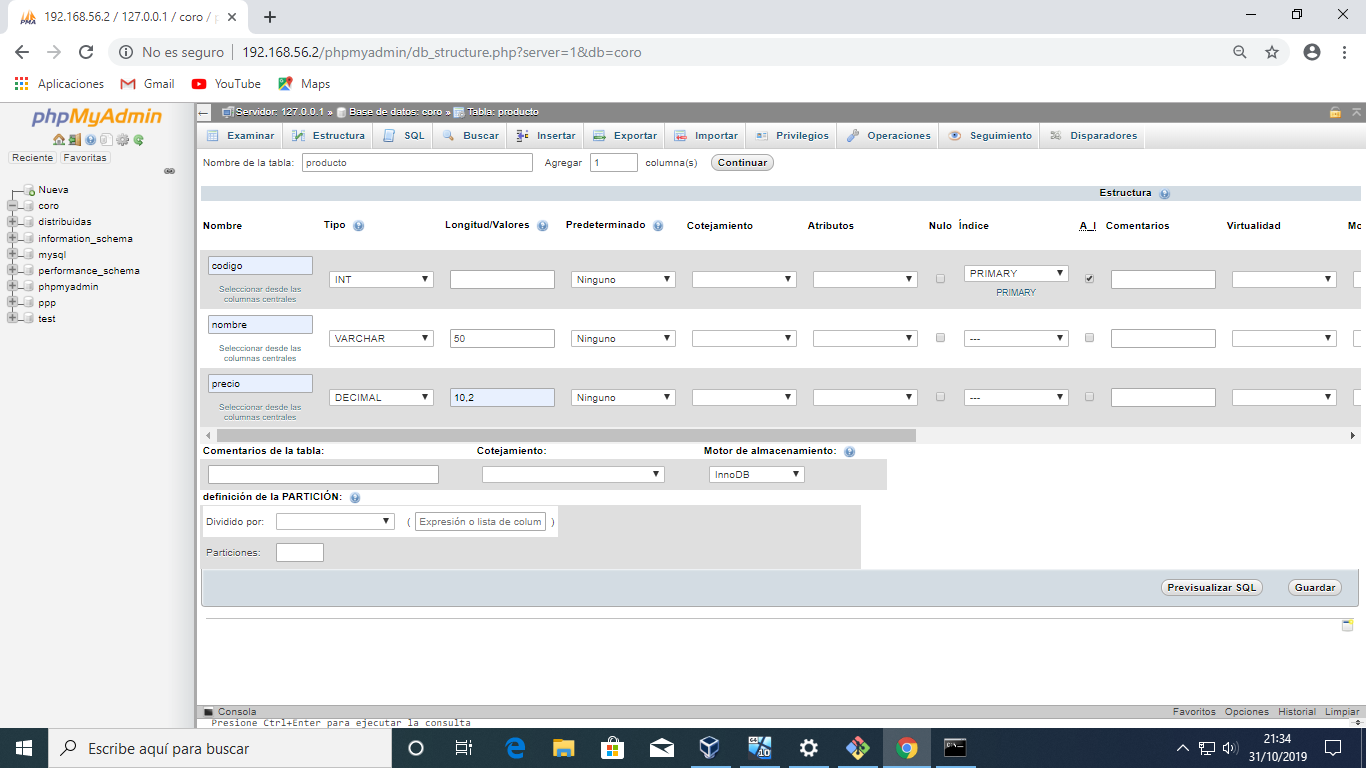 192.168.56.2 / 127.0.0.1 / coro / p
No es seguro 192.168.56.2/phpmyadmin/db_structure.php?server=1&db=coro
Aplicaciones Gmail YouTube Maps
phpMyAdmin
Reciente Favoritas
Nueva
coro
distribuidas
information_schema
mysql
performance_schema
phpmyadmin
ppp
test
Servidor: 127.0.0.1 » Base de datos: coro » Tabla: producto
Examinar Estructura SQL Buscar Insertar Exportar Importar Privilegios Operaciones Seguimiento Disparadores
Nombre de la tabla: producto Agregar 1 columna(s) Continuar
Estructura
Nombre Tipo Longitud/Valores Predeterminado Cotejamiento Atributos Nulo Índice A_I Comentarios Virtualidad Mo
codigo INT Ninguno PRIMARY
Seleccionar desde las columnas centrales PRIMARY
nombre VARCHAR 50 Ninguno ---
Seleccionar desde las columnas centrales
precio DECIMAL 10,2 Ninguno ---
Seleccionar desde las columnas centrales
Comentarios de la tabla: Cotejamiento: Motor de almacenamiento:
InnoDB
definición de la PARTICIÓN:
Dividido por: ( Expresión o lista de colum )
Particiones:
Previsualizar SQL Guardar
Consola Favoritos Opciones Historial Limpiar
Presione Ctrl+Enter para ejecutar la consulta
Escribe aquí para buscar
21:34
31/10/2019